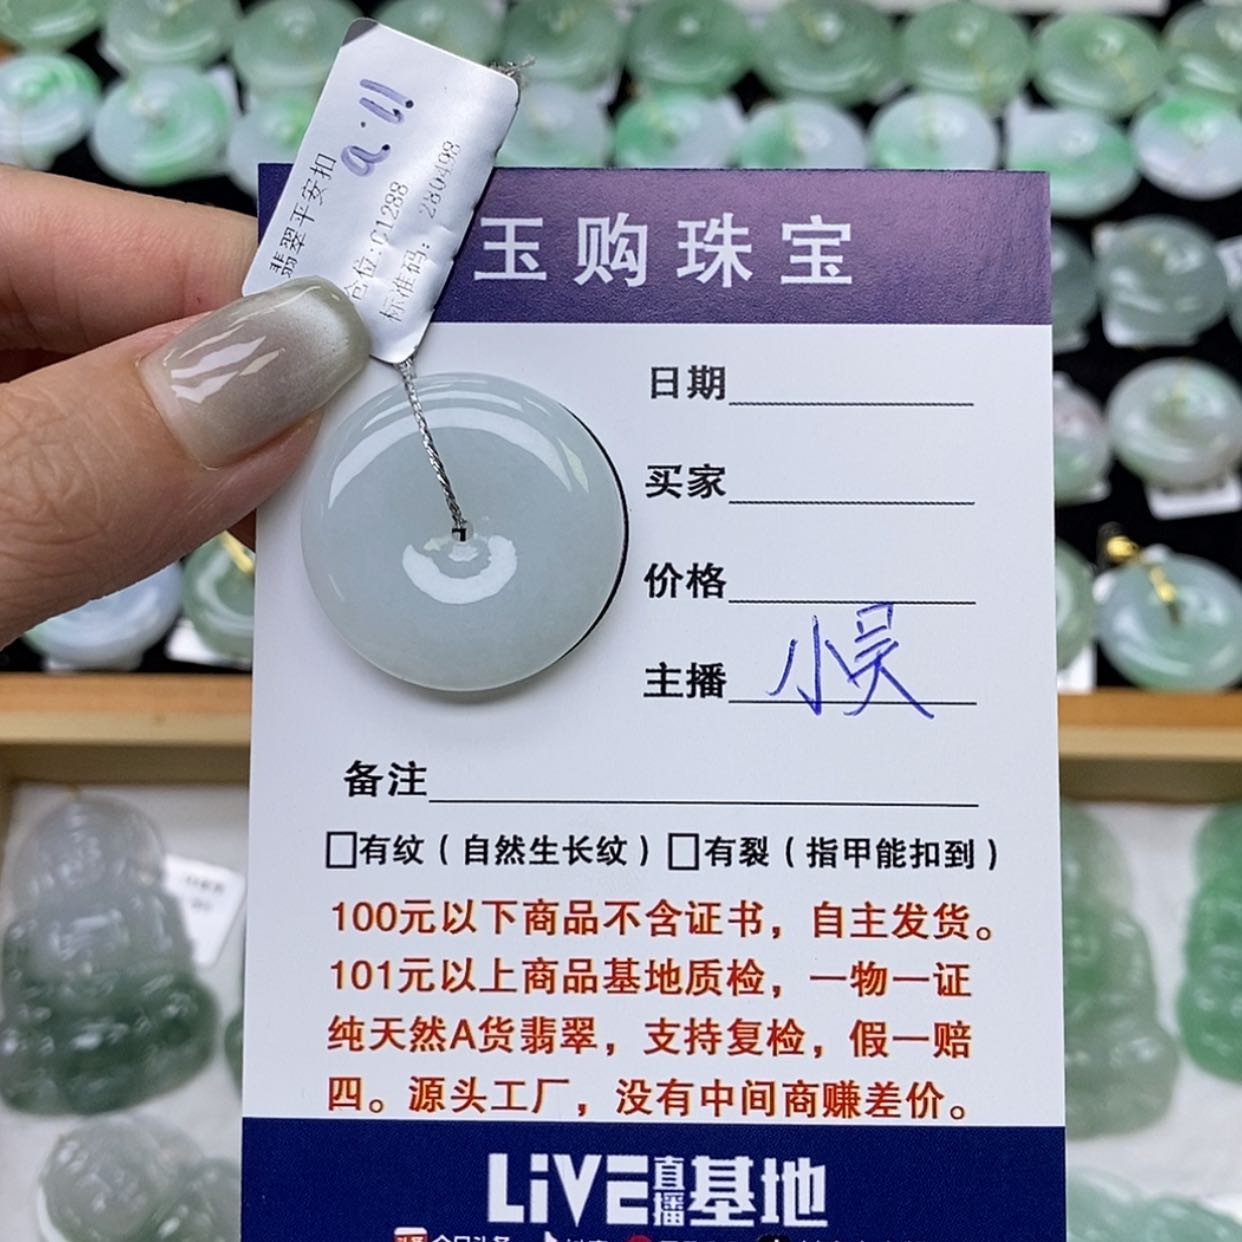 翡翠平安扣
a.11
仓位:C1288
标准码: 280498
玉购珠宝
日期
买家
价格
主播 小吴
备注
□有纹（自然生长纹）□有裂（指甲能扣到）
100元以下商品不含证书，自主发货。
101元以上商品基地质检，一物一证
纯天然A货翡翠，支持复检，假一赔
四。源头工厂，没有中间商赚差价。
LiVE直播基地
今日头条